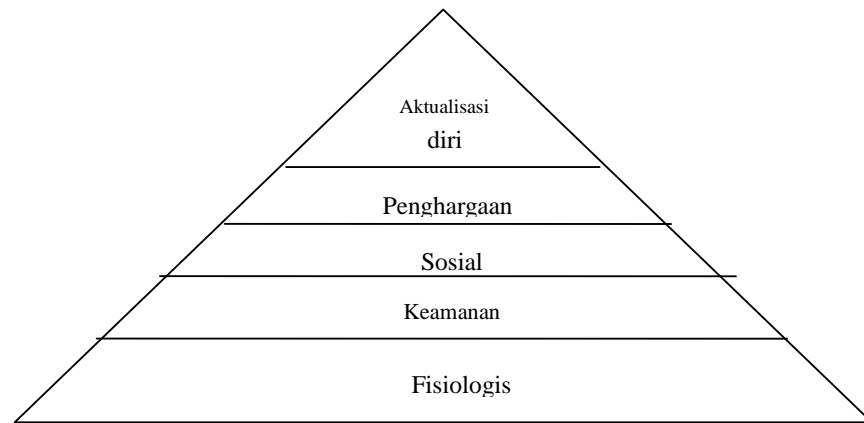 Aktualisasi
diri
Penghargaan
Sosial
Keamanan
Fisiologis